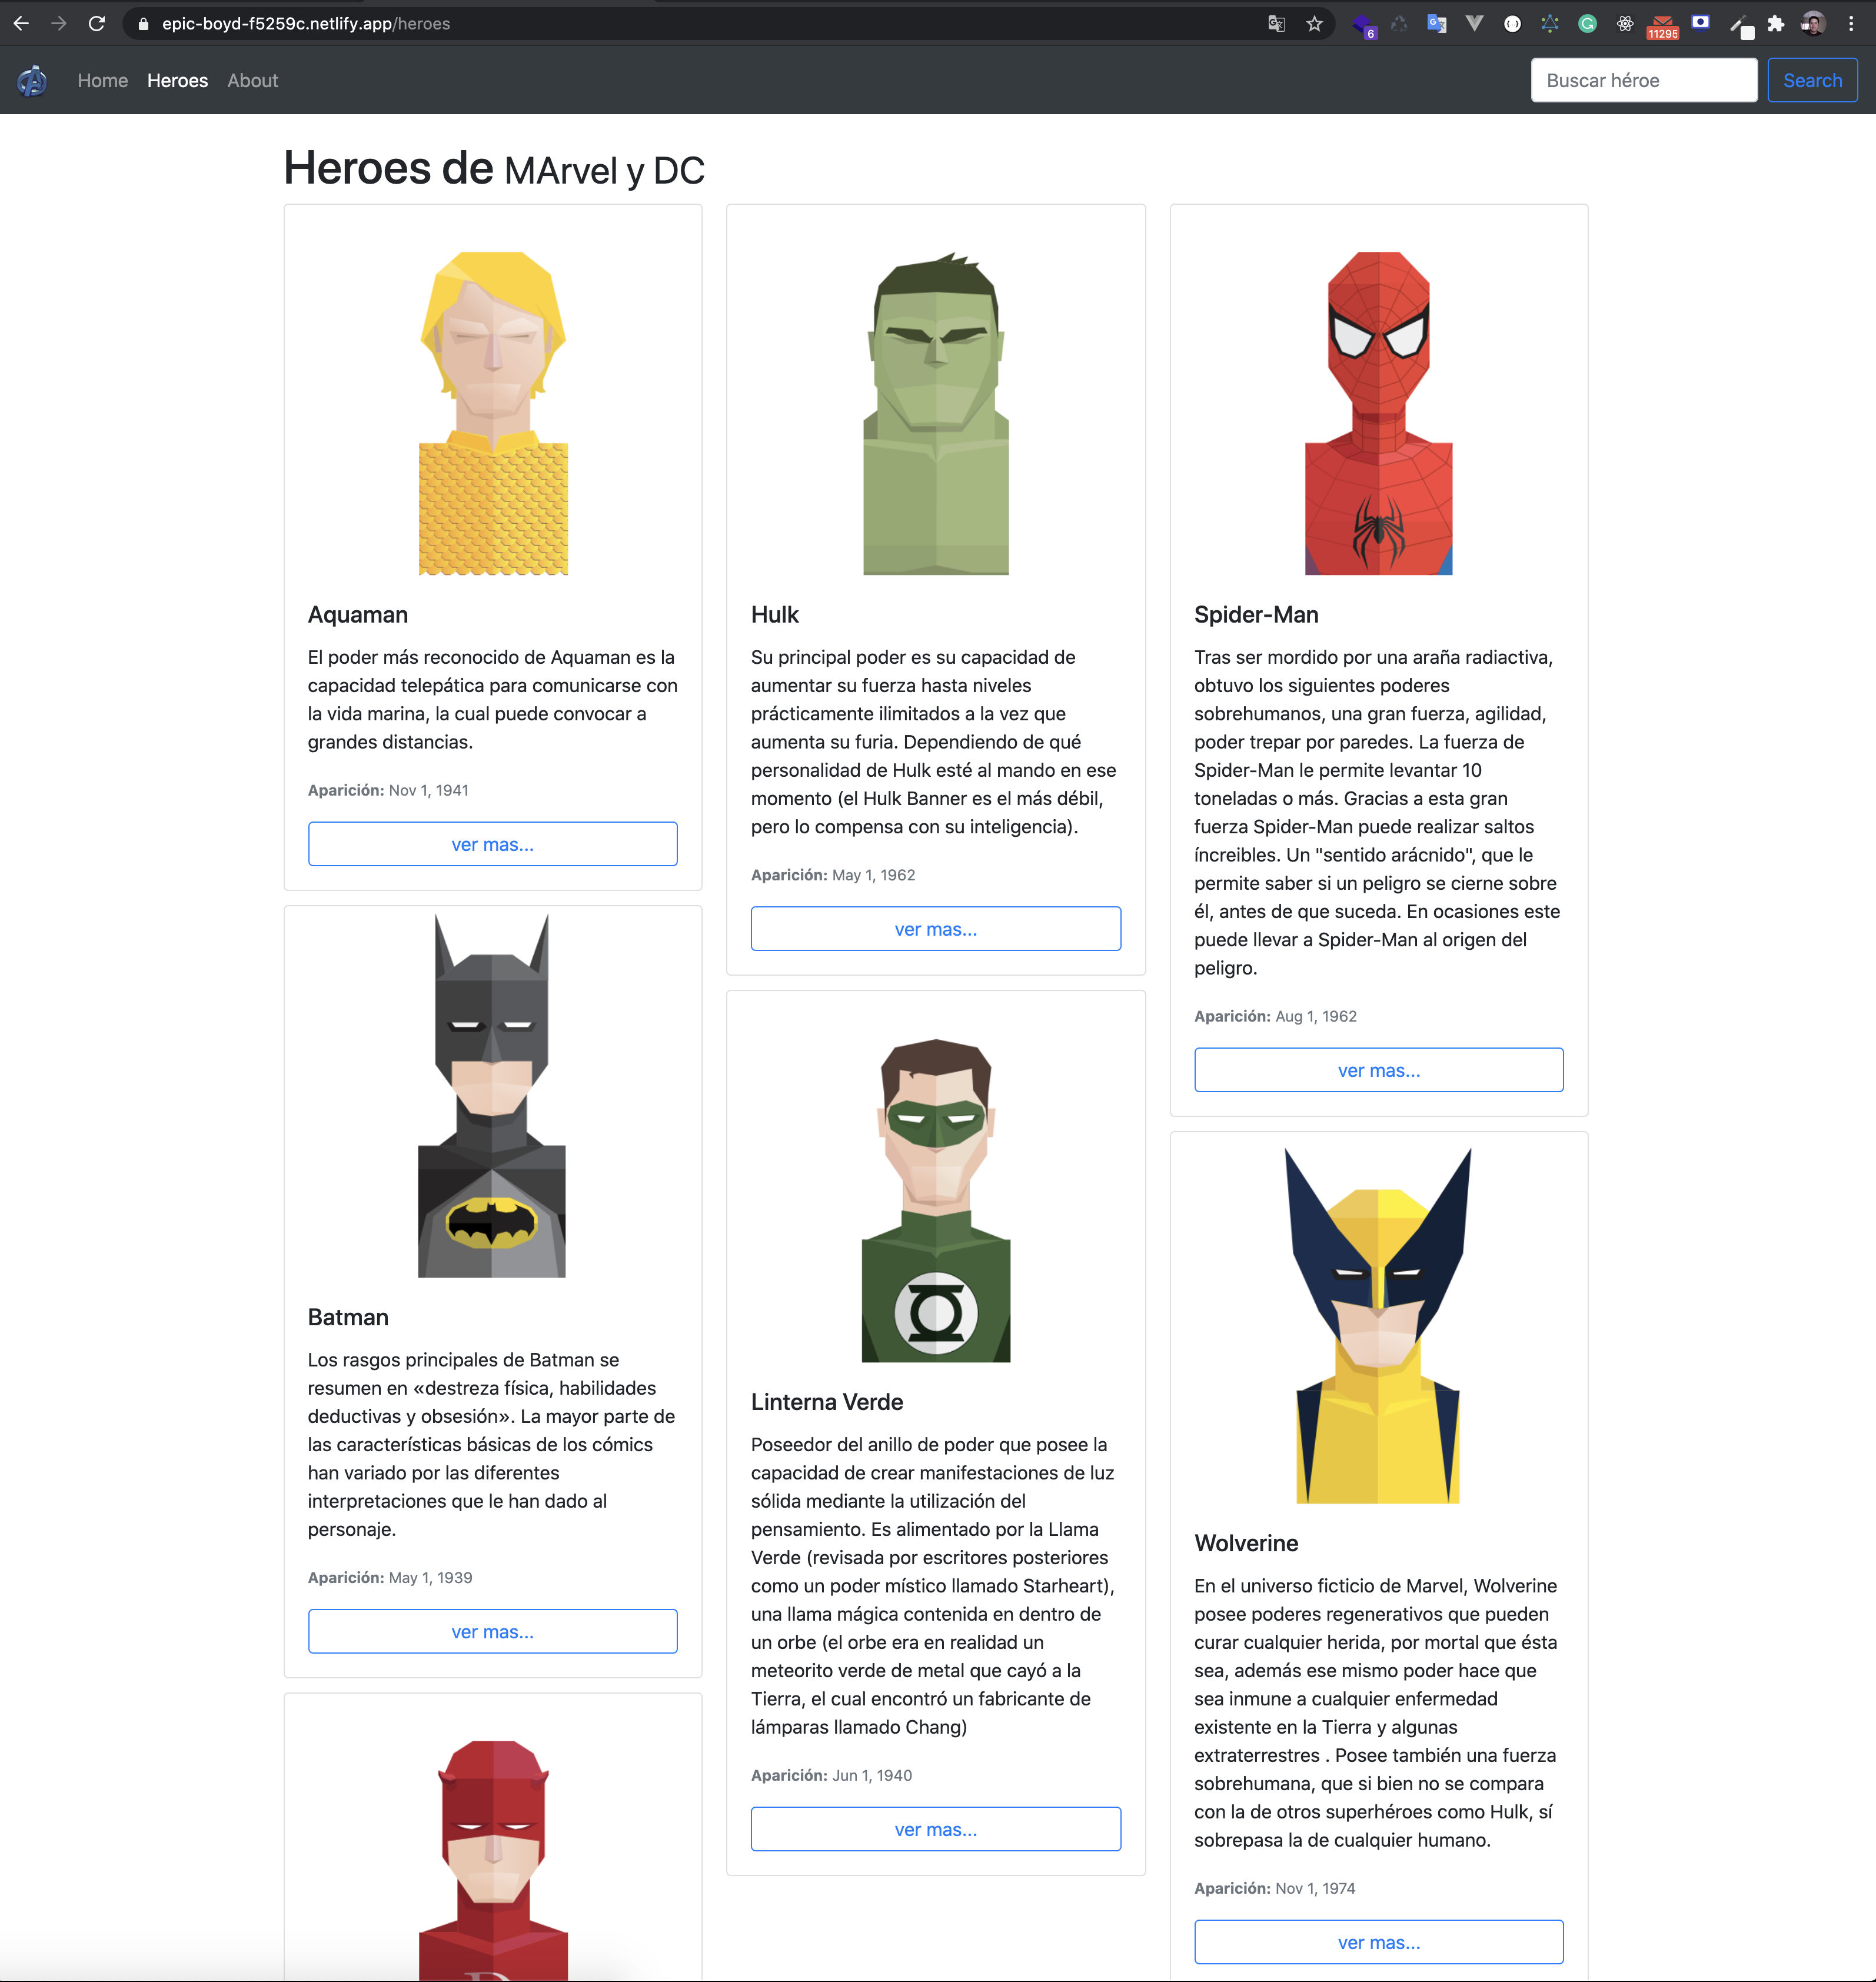 epic-boyd-f5259c.netlify.app/heroes
6
11295
Home Heroes About
Buscar héroe
Search
Heroes de MArvel y DC
Aquaman
El poder más reconocido de Aquaman es la
capacidad telepática para comunicarse con
la vida marina, la cual puede convocar a
grandes distancias.
Aparición: Nov 1, 1941
ver mas...
Batman
Los rasgos principales de Batman se
resumen en «destreza física, habilidades
deductivas y obsesión». La mayor parte de
las características básicas de los cómics
han variado por las diferentes
interpretaciones que le han dado al
personaje.
Aparición: May 1, 1939
ver mas...
Hulk
Su principal poder es su capacidad de
aumentar su fuerza hasta niveles
prácticamente ilimitados a la vez que
aumenta su furia. Dependiendo de qué
personalidad de Hulk esté al mando en ese
momento (el Hulk Banner es el más débil,
pero lo compensa con su inteligencia).
Aparición: May 1, 1962
ver mas...
Linterna Verde
Poseedor del anillo de poder que posee la
capacidad de crear manifestaciones de luz
sólida mediante la utilización del
pensamiento. Es alimentado por la Llama
Verde (revisada por escritores posteriores
como un poder místico llamado Starheart),
una llama mágica contenida en dentro de
un orbe (el orbe era en realidad un
meteorito verde de metal que cayó a la
Tierra, el cual encontró un fabricante de
lámparas llamado Chang)
Aparición: Jun 1, 1940
ver mas...
Spider-Man
Tras ser mordido por una araña radiactiva,
obtuvo los siguientes poderes
sobrehumanos, una gran fuerza, agilidad,
poder trepar por paredes. La fuerza de
Spider-Man le permite levantar 10
toneladas o más. Gracias a esta gran
fuerza Spider-Man puede realizar saltos
íncreibles. Un "sentido arácnido", que le
permite saber si un peligro se cierne sobre
él, antes de que suceda. En ocasiones este
puede llevar a Spider-Man al origen del
peligro.
Aparición: Aug 1, 1962
ver mas...
Wolverine
En el universo ficticio de Marvel, Wolverine
posee poderes regenerativos que pueden
curar cualquier herida, por mortal que ésta
sea, además ese mismo poder hace que
sea inmune a cualquier enfermedad
existente en la Tierra y algunas
extraterrestres . Posee también una fuerza
sobrehumana, que si bien no se compara
con la de otros superhéroes como Hulk, sí
sobrepasa la de cualquier humano.
Aparición: Nov 1, 1974
ver mas...